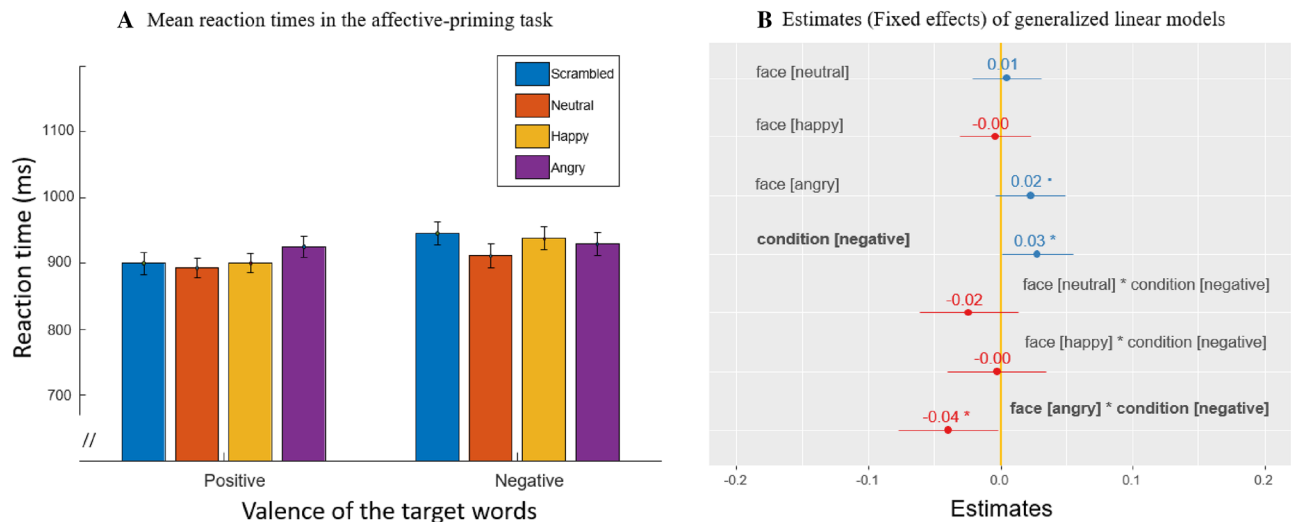 A Mean reaction times in the affective-priming task
Scrambled
Neutral
Happy
Angry
Reaction time (ms)
1100
1000
900
800
700
//
Positive
Negative
Valence of the target words
B Estimates (Fixed effects) of generalized linear models
face [neutral]
0.01
face [happy]
-0.00
face [angry]
0.02 ·
condition [negative]
0.03 *
face [neutral] * condition [negative]
-0.02
face [happy] * condition [negative]
-0.00
face [angry] * condition [negative]
-0.04 *
-0.2
-0.1
0.0
0.1
0.2
Estimates